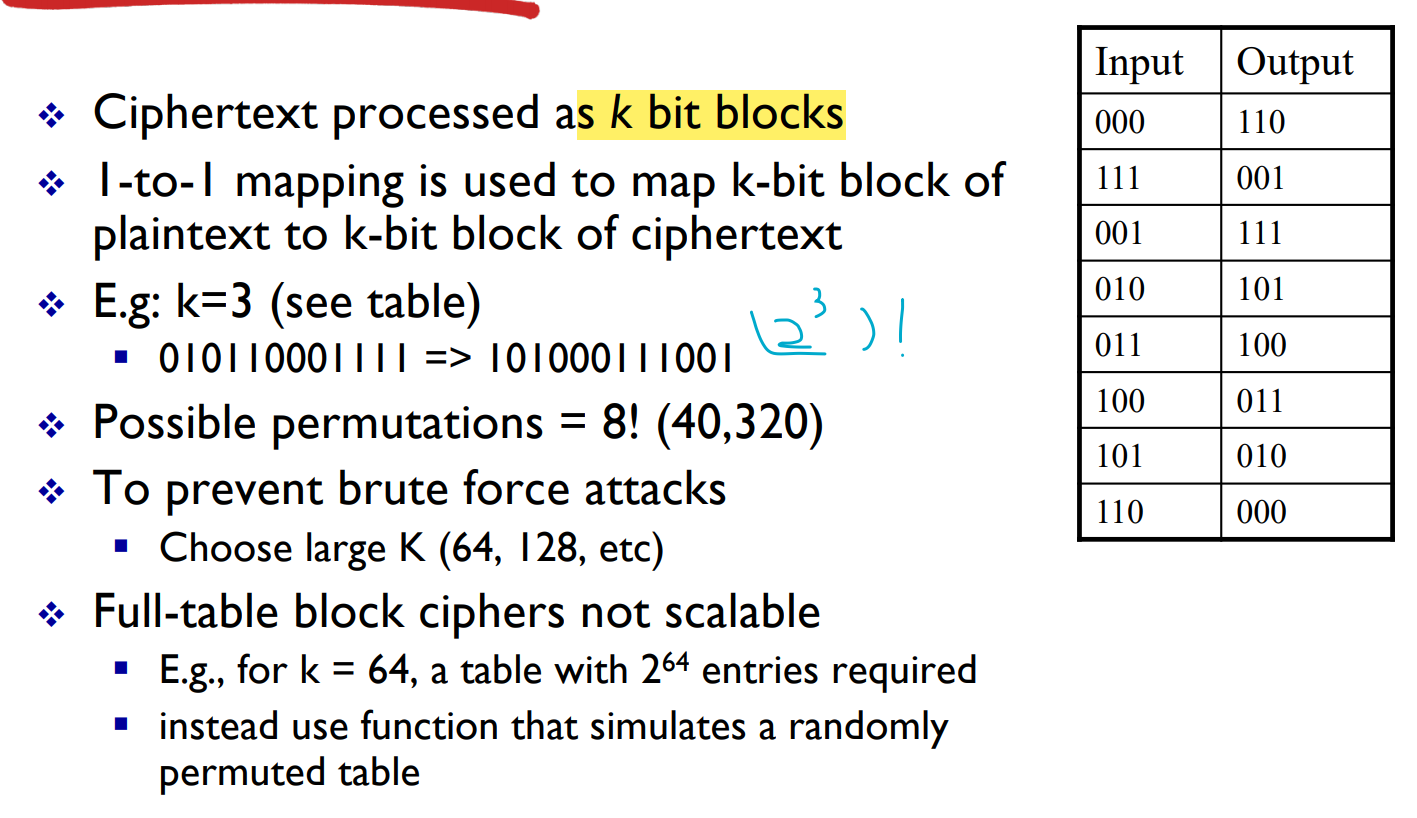 Ciphertext processed as k bit blocks
1-to-1 mapping is used to map k-bit block of
plaintext to k-bit block of ciphertext
E.g: k=3 (see table)
010110001111 => 101000111001
(2³)!
Possible permutations = 8! (40,320)
To prevent brute force attacks
Choose large K (64, 128, etc)
Full-table block ciphers not scalable
E.g., for k = 64, a table with 2⁶⁴ entries required
instead use function that simulates a randomly
permuted table
Input Output
000 110
111 001
001 111
010 101
011 100
100 011
101 010
110 000